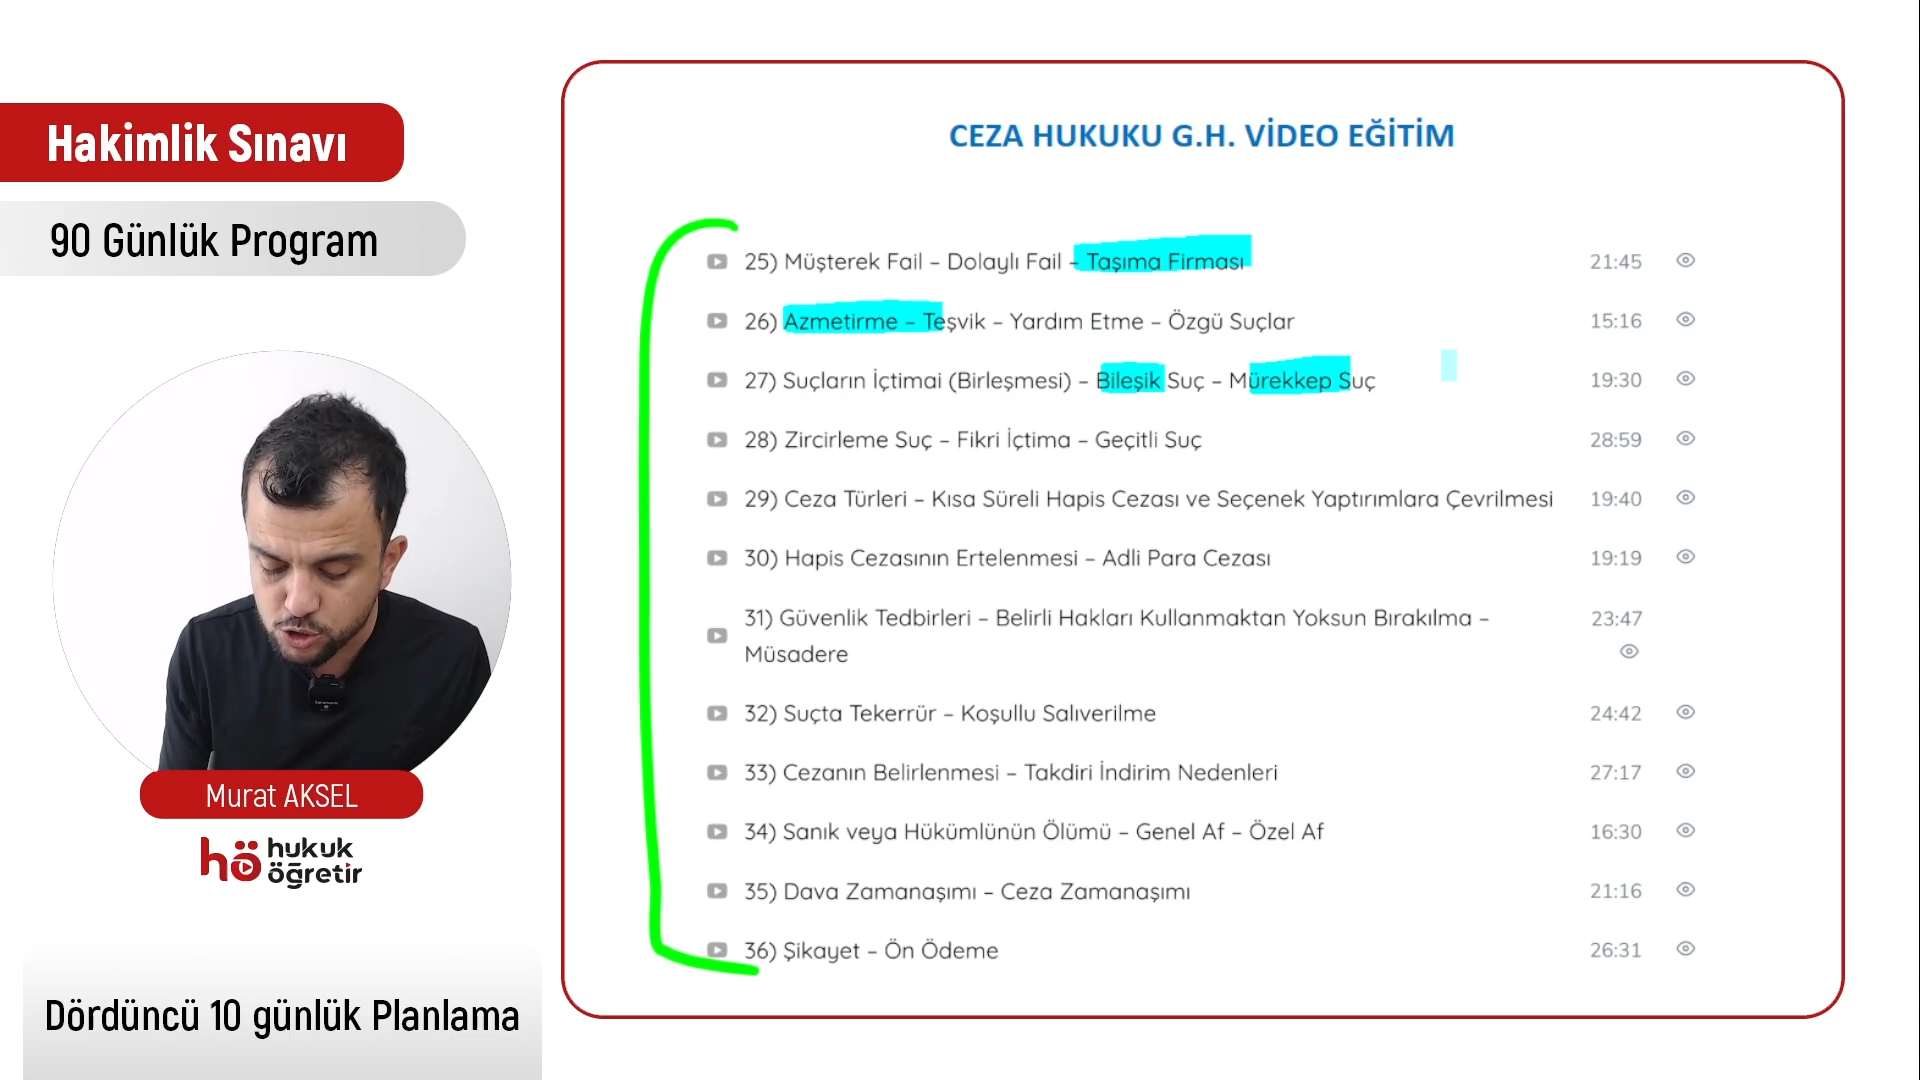 Hakimlik Sınavı
90 Günlük Program
Murat AKSEL
hö hukuk
öğretir
Dördüncü 10 günlük Planlama
CEZA HUKUKU G.H. VİDEO EĞİTİM
25) Müşterek Fail – Dolaylı Fail – Taşıma Firması 21:45
26) Azmetirme – Teşvik – Yardım Etme – Özgü Suçlar 15:16
27) Suçların İçtimai (Birleşmesi) – Bileşik Suç – Mürekkep Suç 19:30
28) Zircirleme Suç – Fikri İçtima – Geçitli Suç 28:59
29) Ceza Türleri – Kısa Süreli Hapis Cezası ve Seçenek Yaptırımlara Çevrilmesi 19:40
30) Hapis Cezasının Ertelenmesi – Adli Para Cezası 19:19
31) Güvenlik Tedbirleri – Belirli Hakları Kullanmaktan Yoksun Bırakılma – 23:47
Müsadere
32) Suçta Tekerrür – Koşullu Salıverilme 24:42
33) Cezanın Belirlenmesi – Takdiri İndirim Nedenleri 27:17
34) Sanık veya Hükümlünün Ölümü – Genel Af – Özel Af 16:30
35) Dava Zamanaşımı – Ceza Zamanaşımı 21:16
36) Şikayet – Ön Ödeme 26:31